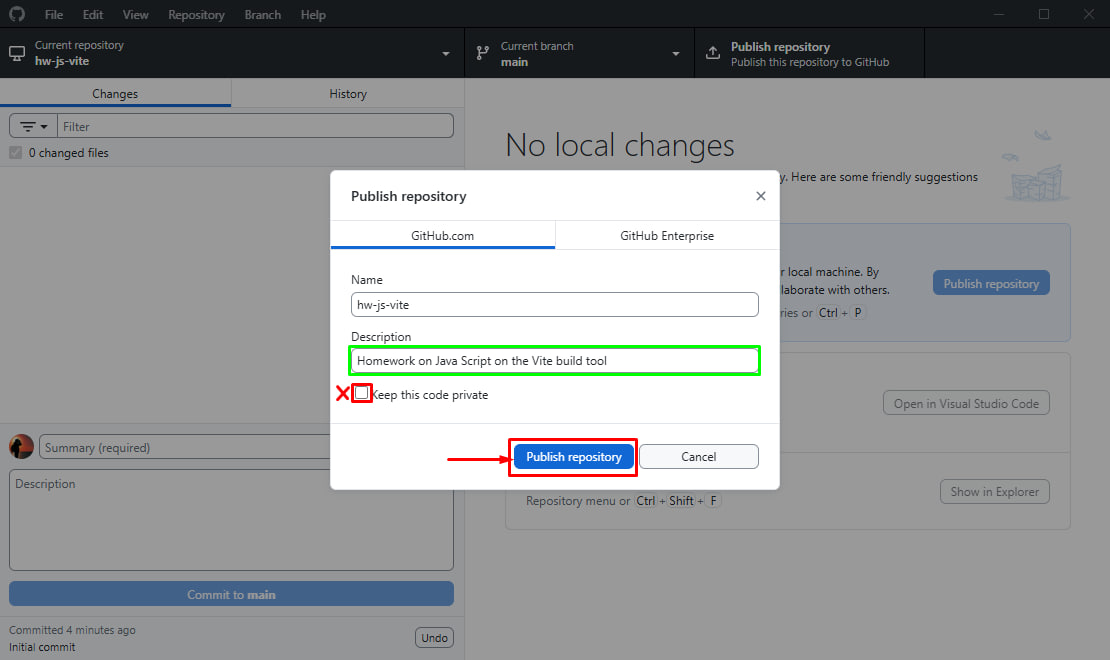 File Edit View Repository Branch Help
Current repository
hw-js-vite
Current branch
main
Publish repository
Publish this repository to GitHub
Changes
History
Filter
0 changed files
No local changes
y. Here are some friendly suggestions
Publish repository
GitHub.com
GitHub Enterprise
Name
hw-js-vite
Description
Homework on Java Script on the Vite build tool
Keep this code private
Publish repository
Cancel
r local machine. By
laborate with others.
ries or Ctrl + P
Publish repository
Open in Visual Studio Code
Repository menu or Ctrl + Shift + F
Show in Explorer
Summary (required)
Description
Commit to main
Committed 4 minutes ago
Initial commit
Undo